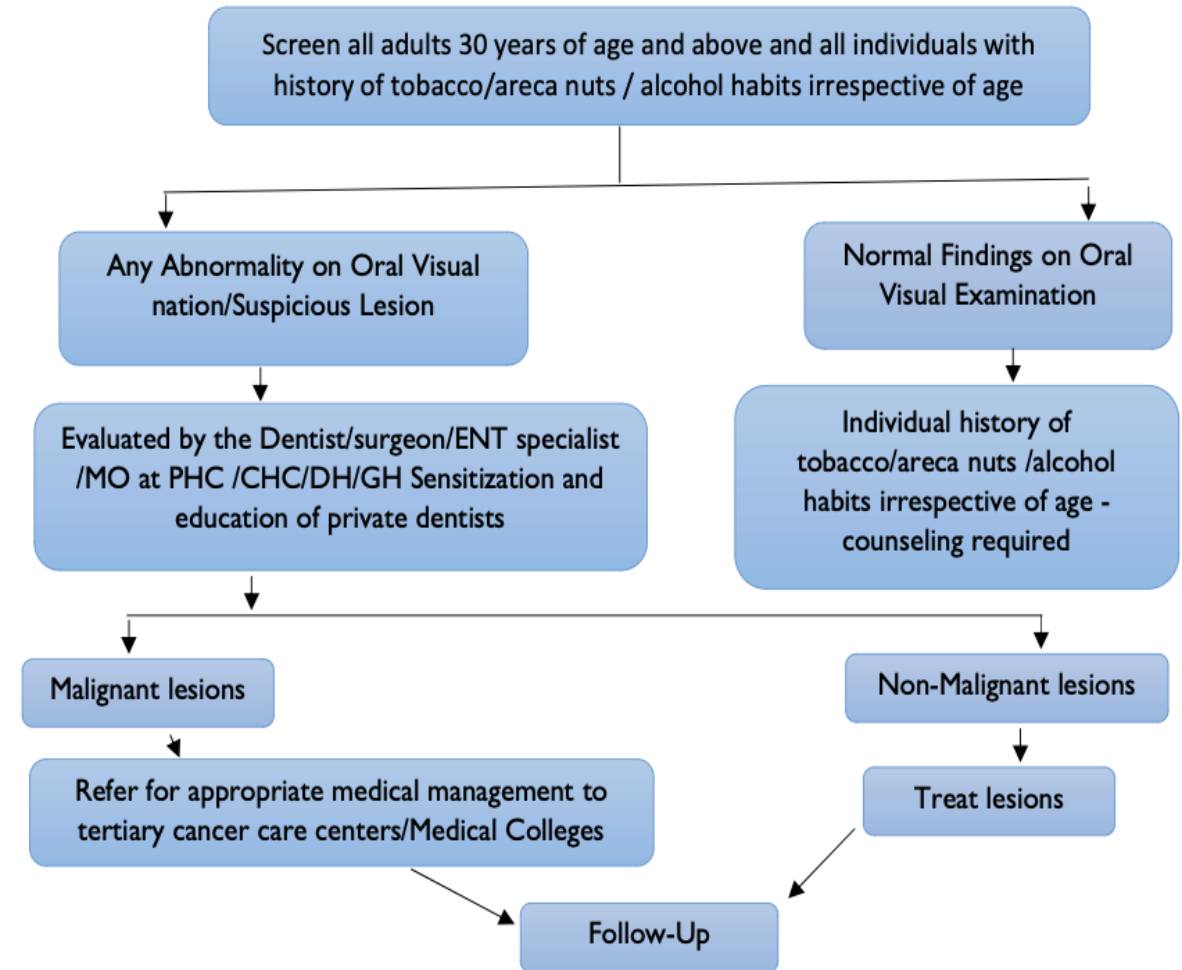 Screen all adults 30 years of age and above and all individuals with
history of tobacco/areca nuts / alcohol habits irrespective of age
Any Abnormality on Oral Visual
nation/Suspicious Lesion
Normal Findings on Oral
Visual Examination
Evaluated by the Dentist/surgeon/ENT specialist
/MO at PHC /CHC/DH/GH Sensitization and
education of private dentists
Individual history of
tobacco/areca nuts /alcohol
habits irrespective of age -
counseling required
Malignant lesions
Non-Malignant lesions
Refer for appropriate medical management to
tertiary cancer care centers/Medical Colleges
Treat lesions
Follow-Up